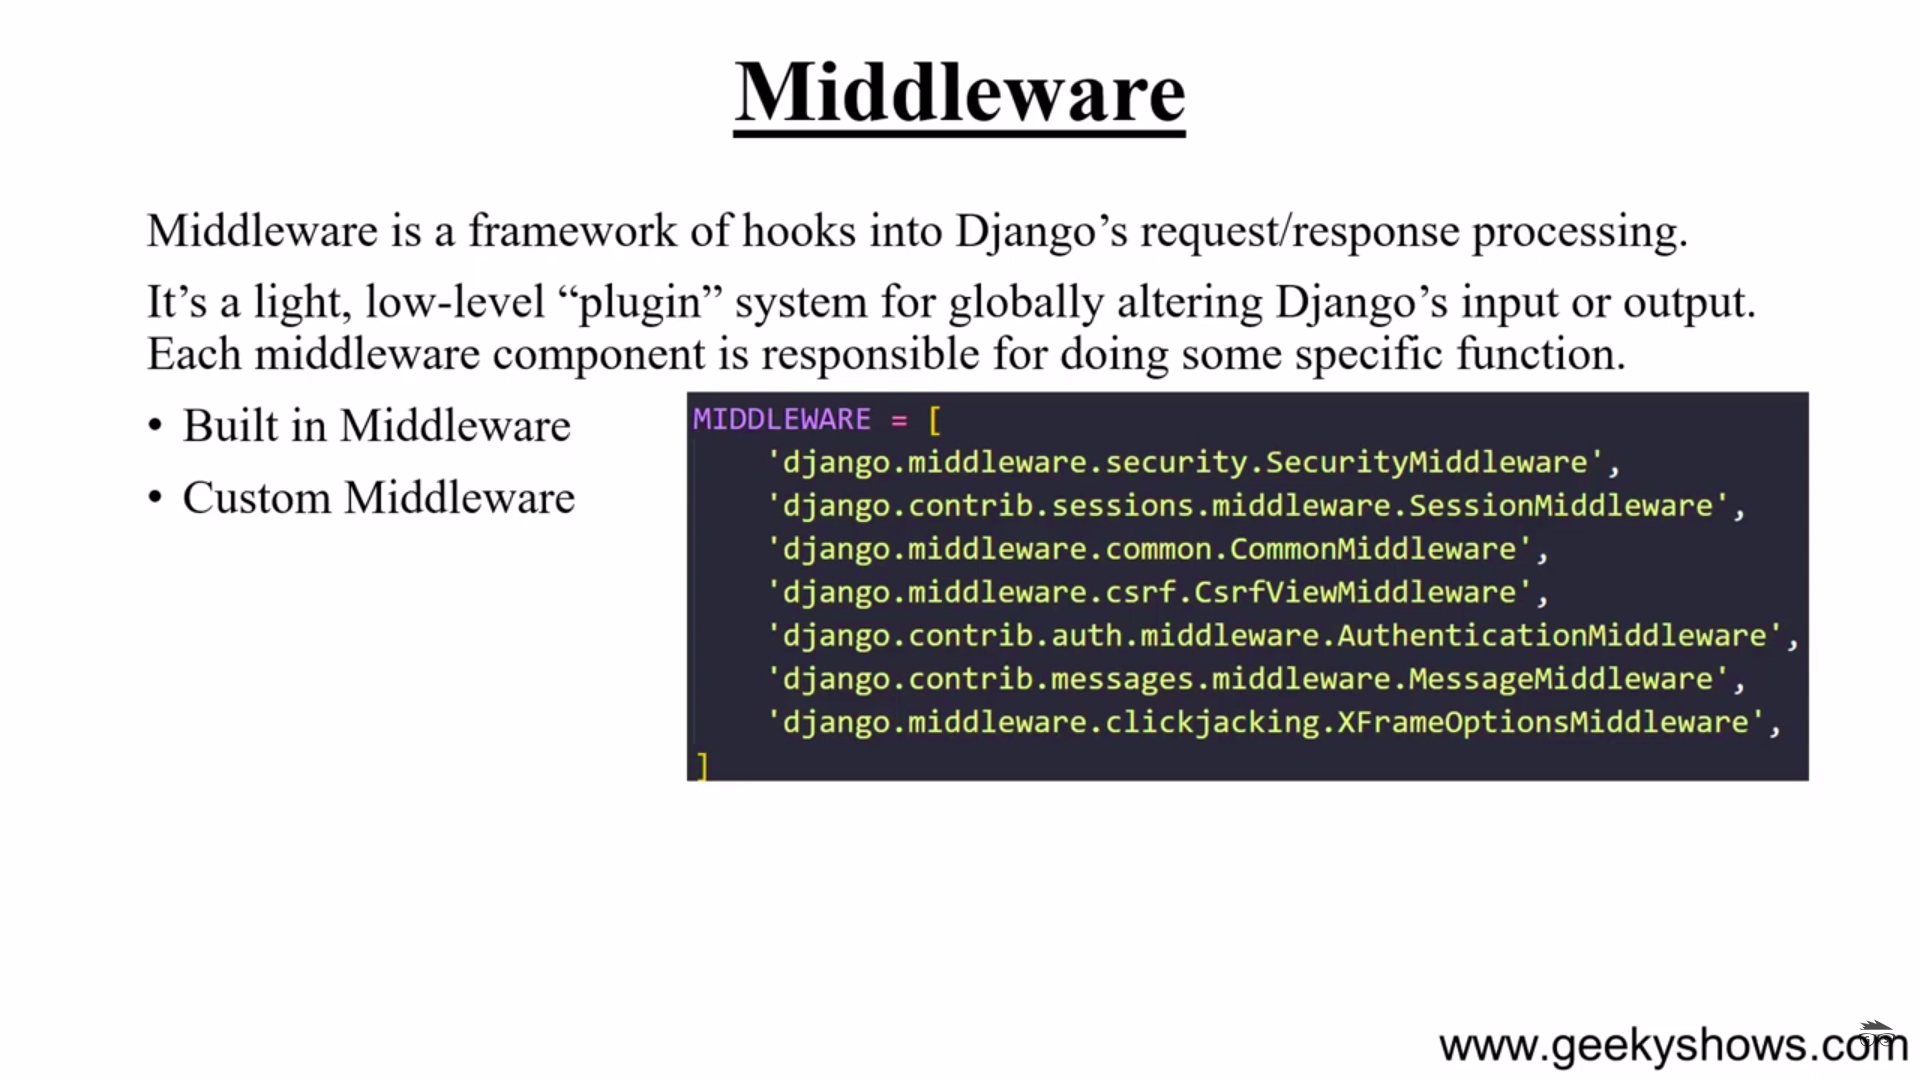 Middleware
Middleware is a framework of hooks into Django’s request/response processing.
It’s a light, low-level “plugin” system for globally altering Django’s input or output.
Each middleware component is responsible for doing some specific function.
• Built in Middleware
• Custom Middleware
MIDDLEWARE = [
    'django.middleware.security.SecurityMiddleware',
    'django.contrib.sessions.middleware.SessionMiddleware',
    'django.middleware.common.CommonMiddleware',
    'django.middleware.csrf.CsrfViewMiddleware',
    'django.contrib.auth.middleware.AuthenticationMiddleware',
    'django.contrib.messages.middleware.MessageMiddleware',
    'django.middleware.clickjacking.XFrameOptionsMiddleware',
]
www.geekyshows.com